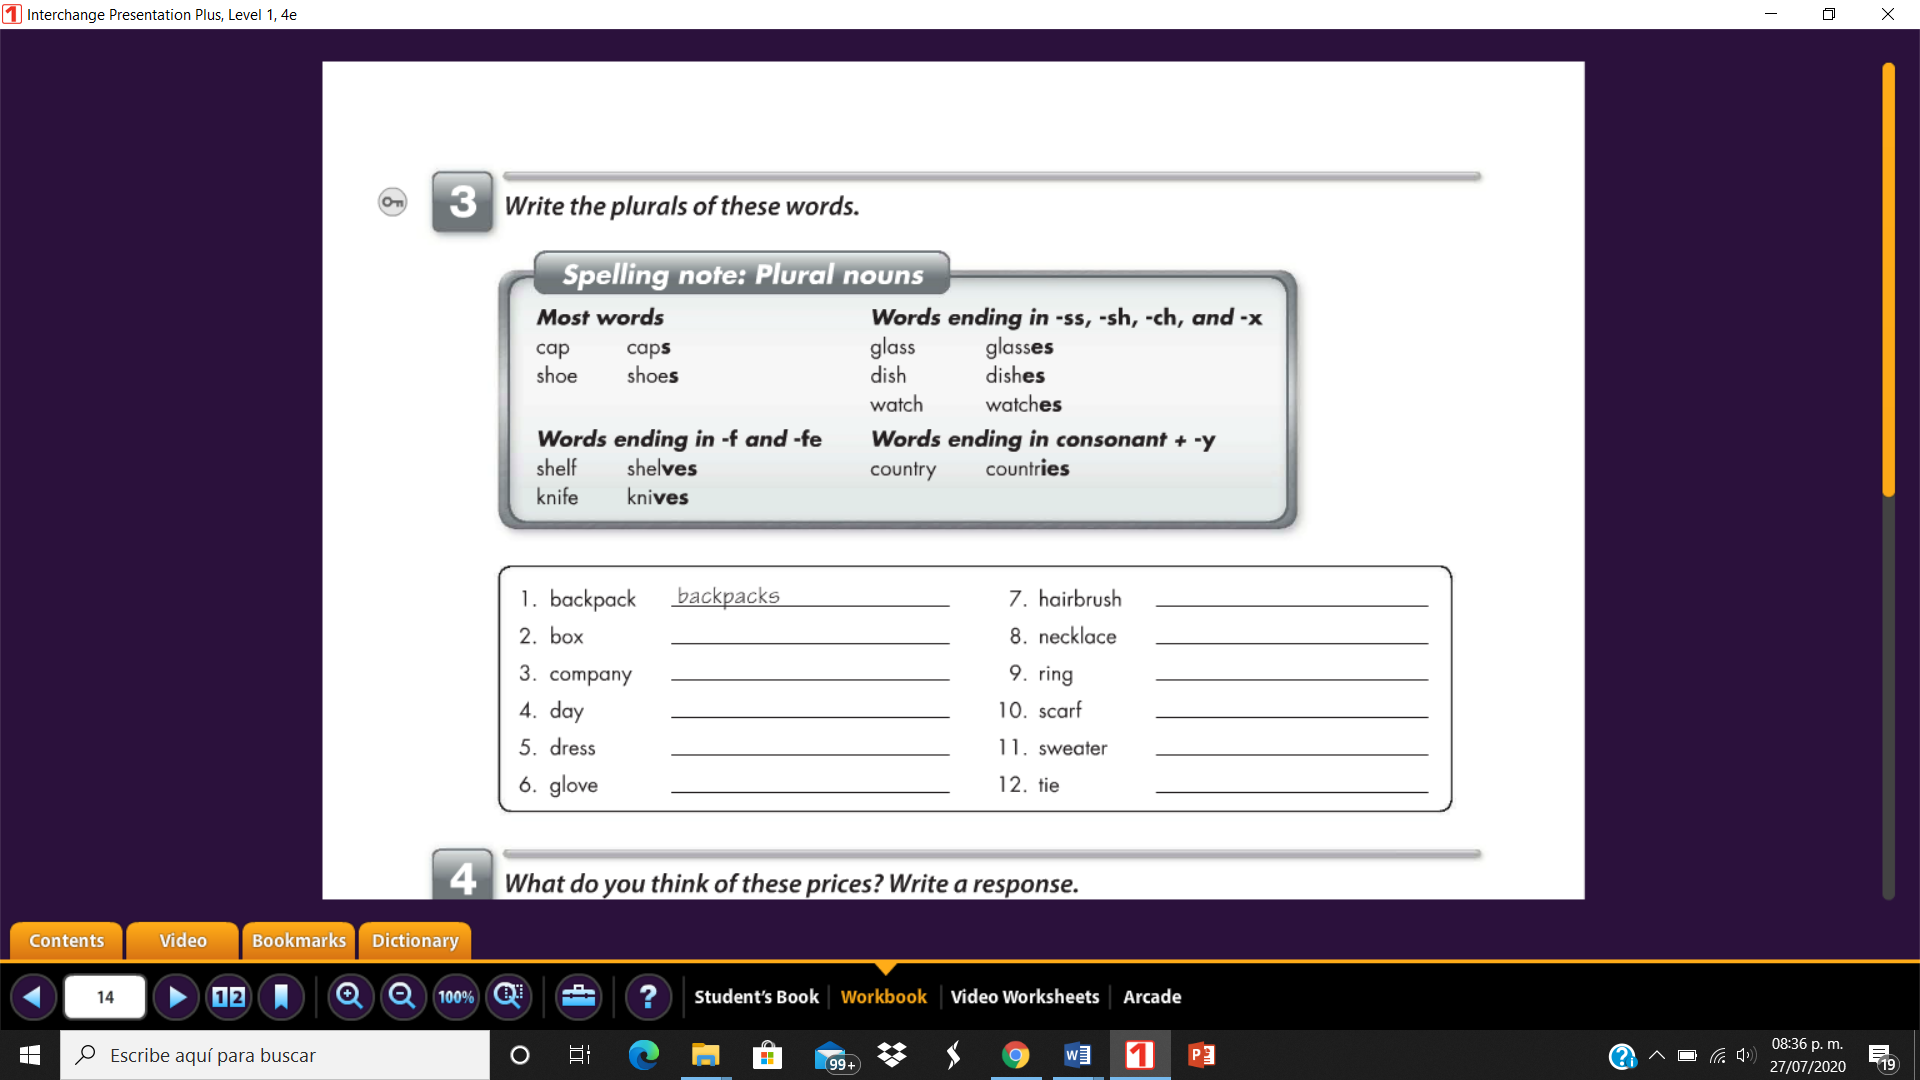 Interchange Presentation Plus, Level 1, 4e
3
Write the plurals of these words.
Spelling note: Plural nouns
Most words
cap caps
shoe shoes
Words ending in -ss, -sh, -ch, and -x
glass glasses
dish dishes
watch watches
Words ending in -f and -fe
shelf shelves
knife knives
Words ending in consonant + -y
country countries
1. backpack backpacks
2. box
3. company
4. day
5. dress
6. glove
7. hairbrush
8. necklace
9. ring
10. scarf
11. sweater
12. tie
4
What do you think of these prices? Write a response.
Contents Video Bookmarks Dictionary
14 12 100% ? Student's Book Workbook Video Worksheets Arcade
Escribe aquí para buscar
99+
08:36 p. m.
27/07/2020
19